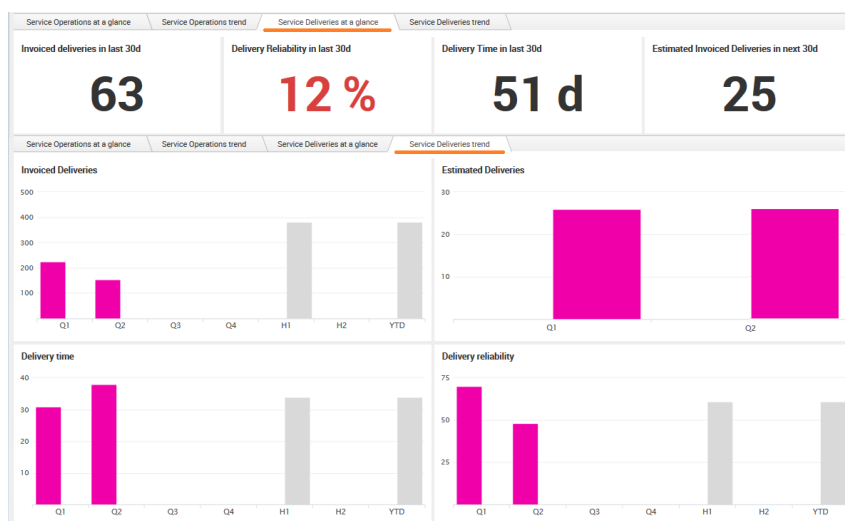 Service Operations at a glance Service Operations trend Service Deliveries at a glance Service Deliveries trend
Invoiced deliveries in last 30d Delivery Reliability in last 30d Delivery Time in last 30d Estimated Invoiced Deliveries in next 30d
63 12 % 51 d 25
Service Operations at a glance Service Operations trend Service Deliveries at a glance Service Deliveries trend
Invoiced Deliveries
500
400
300
200
100
Q1 Q2 Q3 Q4 H1 H2 YTD
Estimated Deliveries
30
20
10
Q1 Q2
Delivery time
40
30
20
10
Q1 Q2 Q3 Q4 H1 H2 YTD
Delivery reliability
75
50
25
Q1 Q2 Q3 Q4 H1 H2 YTD